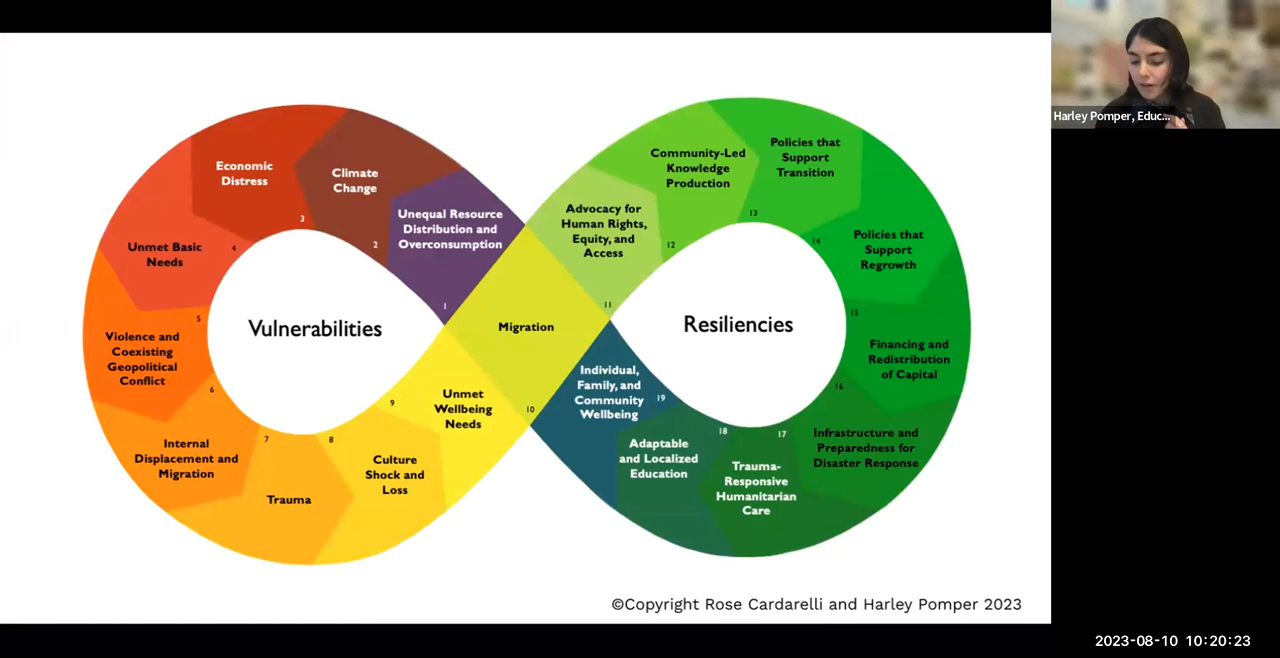 Harley Pomper, Educ...
Economic
Distress
Climate
Change
Unequal Resource
Distribution and
Overconsumption
Unmet Basic
Needs
Violence and
Coexisting
Geopolitical
Conflict
Internal
Displacement and
Migration
Trauma
Culture
Shock and
Loss
Unmet
Wellbeing
Needs
Vulnerabilities
1
2
3
4
5
6
7
8
9
10
Migration
Advocacy for
Human Rights,
Equity, and
Access
Community-Led
Knowledge
Production
Policies that
Support
Transition
Policies that
Support
Regrowth
Financing and
Redistribution
of Capital
Infrastructure and
Preparedness for
Disaster Response
Trauma-
Responsive
Humanitarian
Care
Adaptable
and Localized
Education
Individual,
Family, and
Community
Wellbeing
Resiliencies
11
12
13
14
15
16
17
18
19
©Copyright Rose Cardarelli and Harley Pomper 2023
2023-08-10 10:20:23